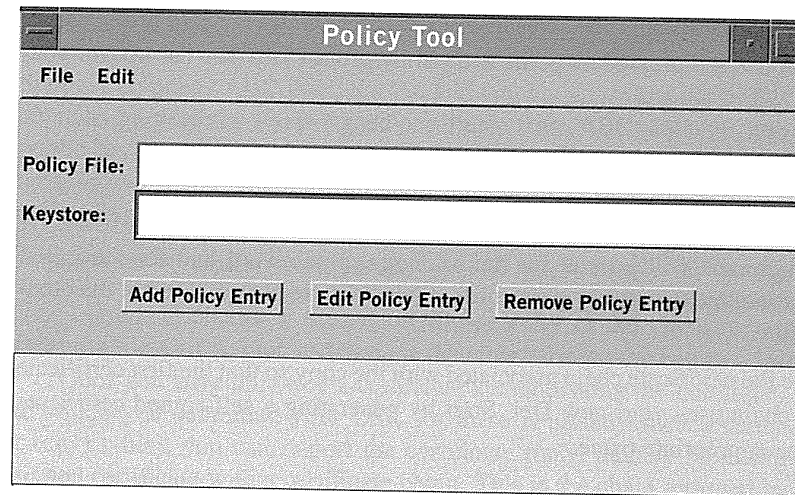 Policy Tool
File Edit
Policy File:
Keystore:
Add Policy Entry Edit Policy Entry Remove Policy Entry